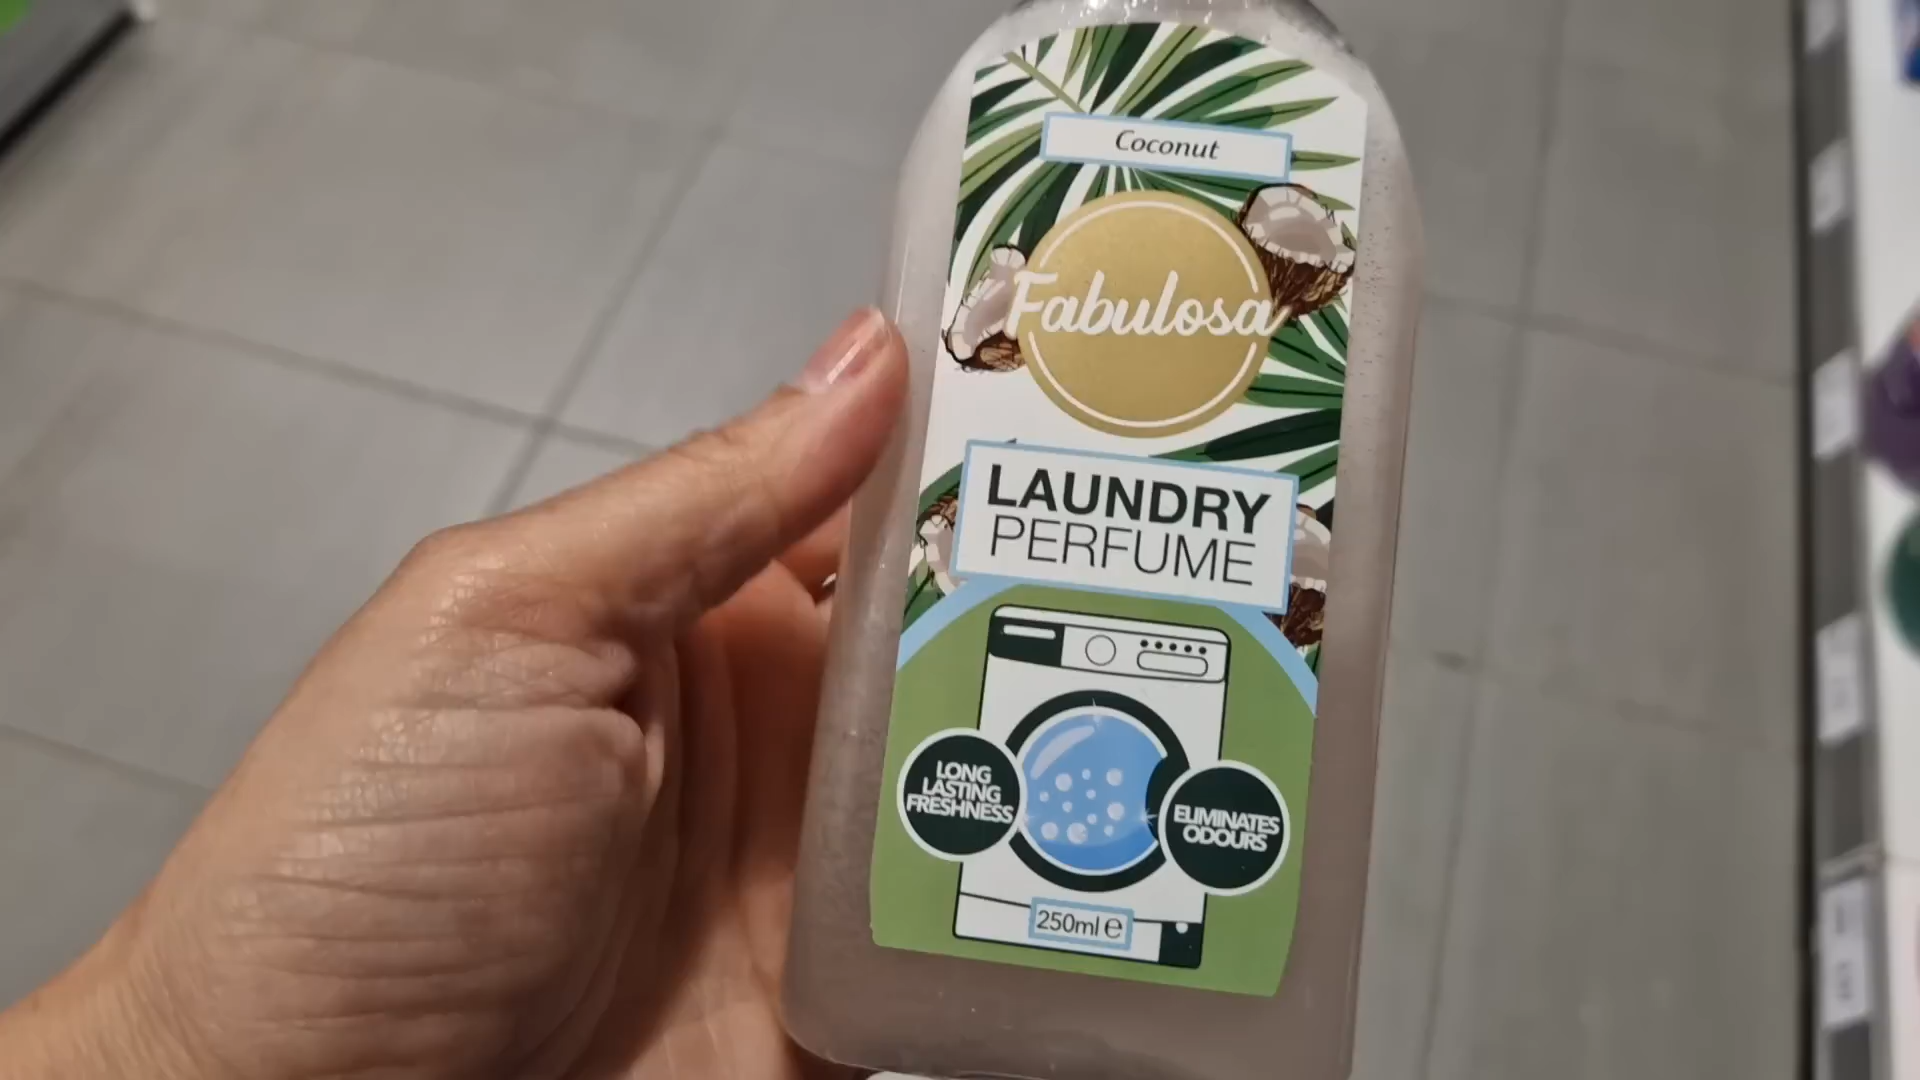 Coconut
Fabulosa
LAUNDRY
PERFUME
LONG
LASTING
FRESHNESS
ELIMINATES
ODOURS
250ml ℮